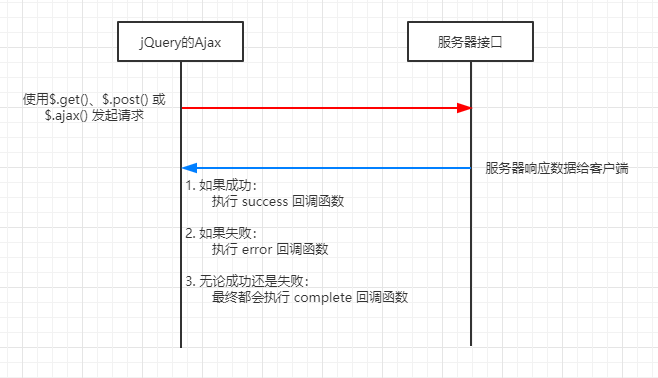 jQuery的Ajax
服务器接口
使用$.get()、$.post() 或
$.ajax() 发起请求
服务器响应数据给客户端
1. 如果成功：
执行 success 回调函数
2. 如果失败：
执行 error 回调函数
3. 无论成功还是失败：
最终都会执行 complete 回调函数